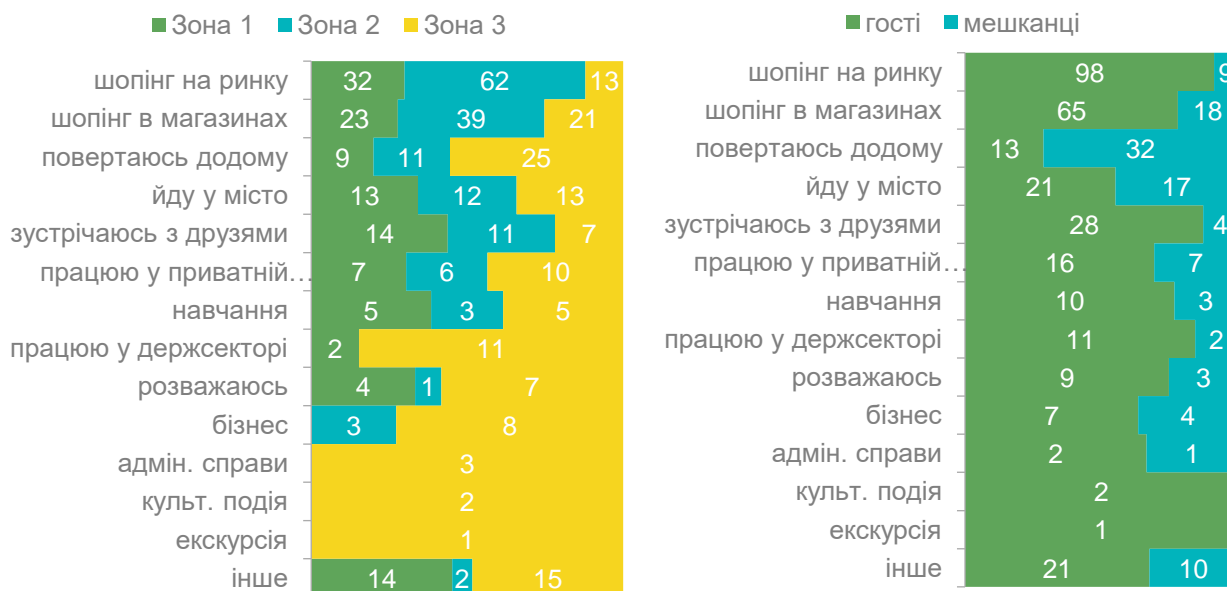 Зона 1 Зона 2 Зона 3
шопінг на ринку 32 62 13
шопінг в магазинах 23 39 21
повертаюсь додому 9 11 25
йду у місто 13 12 13
зустрічаюсь з друзями 14 11 7
працюю у приватній... 7 6 10
навчання 5 3 5
працюю у держсекторі 2 11
розважаюсь 4 1 7
бізнес 3 8
адмін. справи 3
культ. подія 2
екскурсія 1
інше 14 2 15
гості мешканці
шопінг на ринку 98 9
шопінг в магазинах 65 18
повертаюсь додому 13 32
йду у місто 21 17
зустрічаюсь з друзями 28 4
працюю у приватній... 16 7
навчання 10 3
працюю у держсекторі 11 2
розважаюсь 9 3
бізнес 7 4
адмін. справи 2 1
культ. подія 2
екскурсія 1
інше 21 10